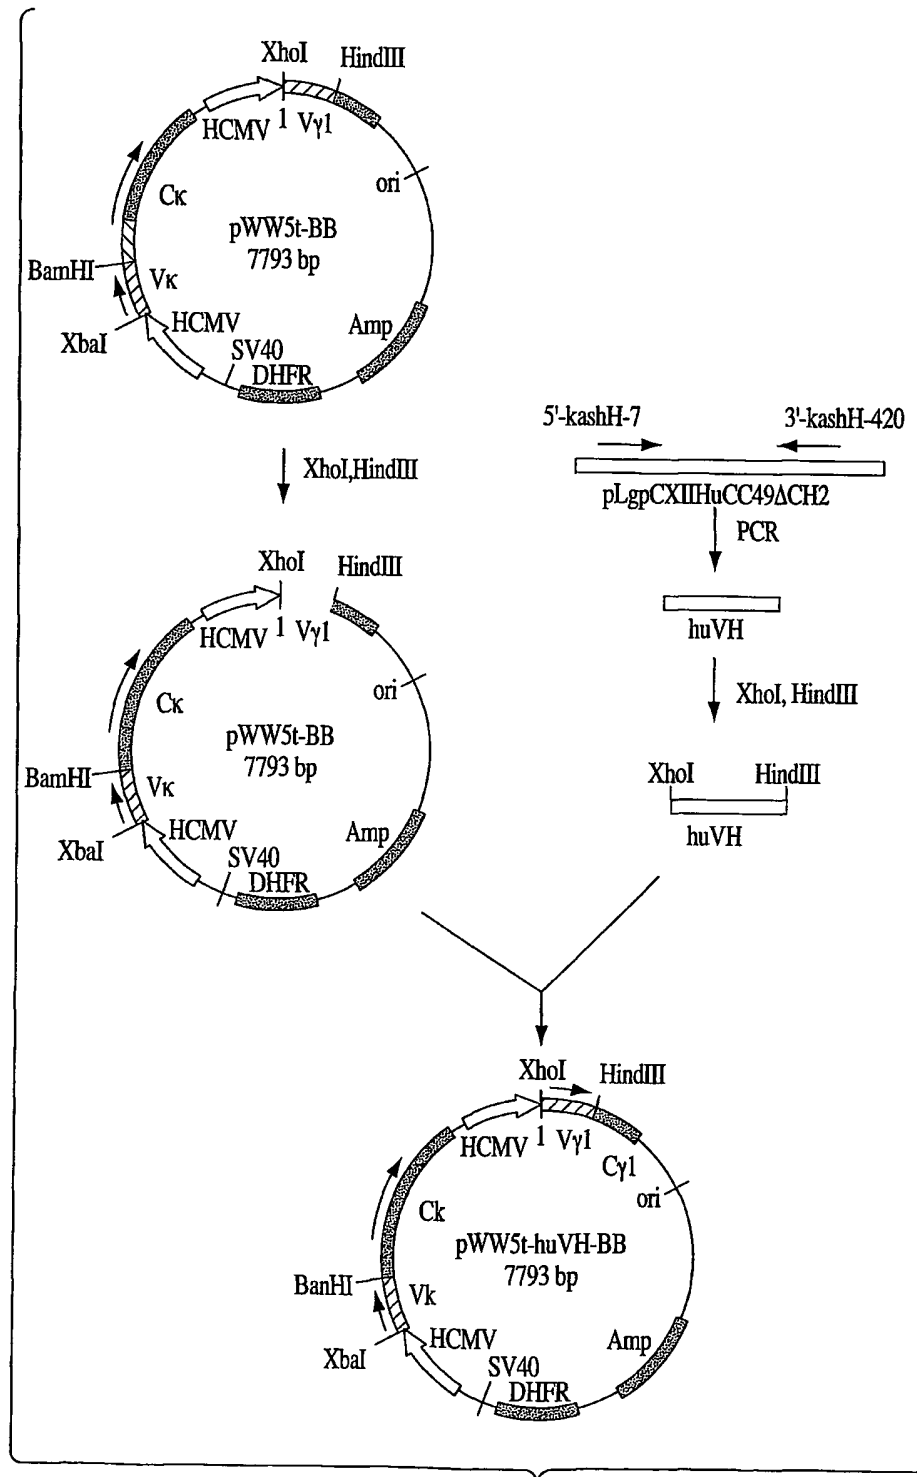 XhoI
HindIII
HCMV
1
Vγ1
ori
Cκ
pWW5t-BB
7793 bp
BamHI
Vκ
HCMV
Amp
XbaI
SV40
DHFR
XhoI,HindIII
5'-kashH-7
3'-kashH-420
pLgpCXIIHuCC49ΔCH2
PCR
huVH
XhoI, HindIII
XhoI
HindIII
huVH
XhoI
HindIII
HCMV
1
Vγ1
ori
Cκ
pWW5t-BB
7793 bp
BamHI
Vκ
HCMV
Amp
XbaI
SV40
DHFR
XhoI
HindIII
HCMV
1
Vγ1
Cγ1
ori
Ck
pWW5t-huVH-BB
7793 bp
BanHI
Vk
HCMV
Amp
XbaI
SV40
DHFR